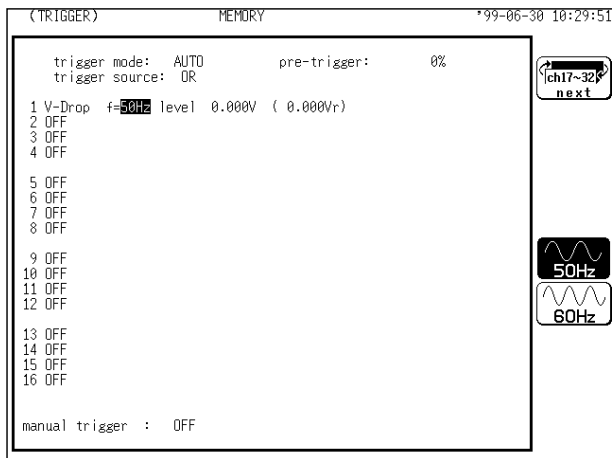 (TRIGGER) MEMORY '99-06-30 10:29:51
trigger mode: AUTO pre-trigger: 0%
trigger source: OR
ch17~32
next
1 V-Drop f=50Hz level 0.000V ( 0.000Vr)
2 OFF
3 OFF
4 OFF
5 OFF
6 OFF
7 OFF
8 OFF
9 OFF
10 OFF
11 OFF
12 OFF
50Hz
60Hz
13 OFF
14 OFF
15 OFF
16 OFF
manual trigger : OFF